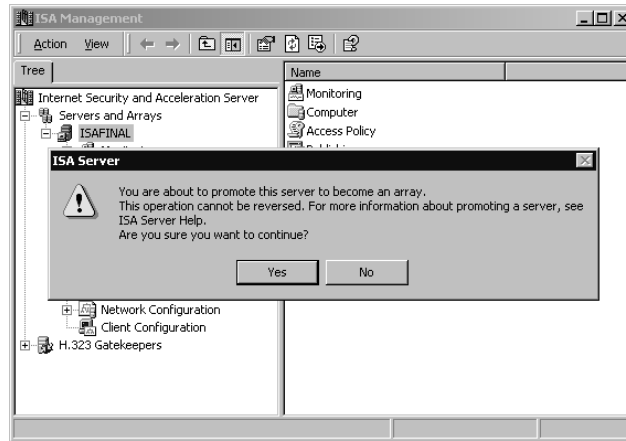 ISA Management
Action View
Tree
Name
Internet Security and Acceleration Server
Servers and Arrays
ISAFINAL
Monitoring
Computer
Access Policy
ISA Server
You are about to promote this server to become an array.
This operation cannot be reversed. For more information about promoting a server, see
ISA Server Help.
Are you sure you want to continue?
Yes No
Network Configuration
Client Configuration
H.323 Gatekeepers